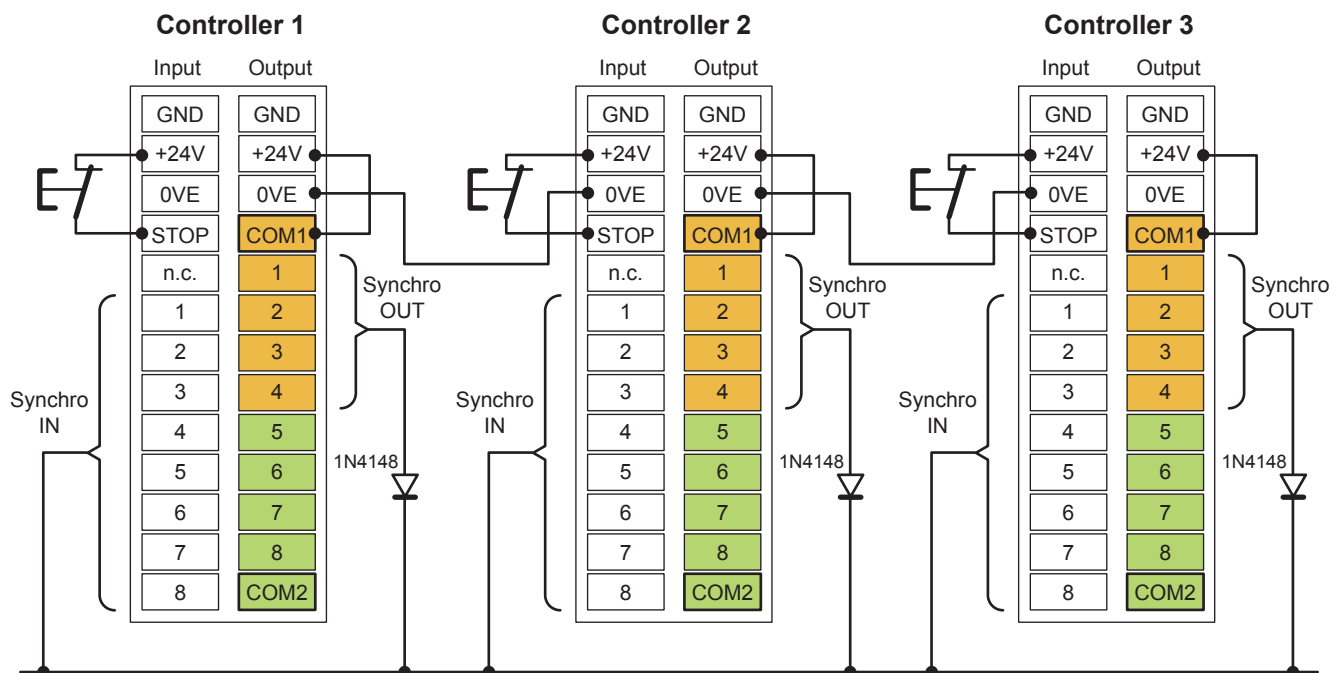 Controller 1 Controller 2 Controller 3
Input Output Input Output Input Output
GND GND GND GND GND GND
+24V +24V +24V +24V +24V +24V
0VE 0VE 0VE 0VE 0VE 0VE
STOP COM1 STOP COM1 STOP COM1
n.c. 1 n.c. 1 n.c. 1
Synchro Synchro Synchro
OUT OUT OUT
1 2 1 2 1 2
2 3 2 3 2 3
3 4 3 4 3 4
Synchro Synchro Synchro
IN IN IN
4 5 4 5 4 5
1N4148 1N4148 1N4148
5 6 5 6 5 6
6 7 6 7 6 7
7 8 7 8 7 8
8 COM2 8 COM2 8 COM2